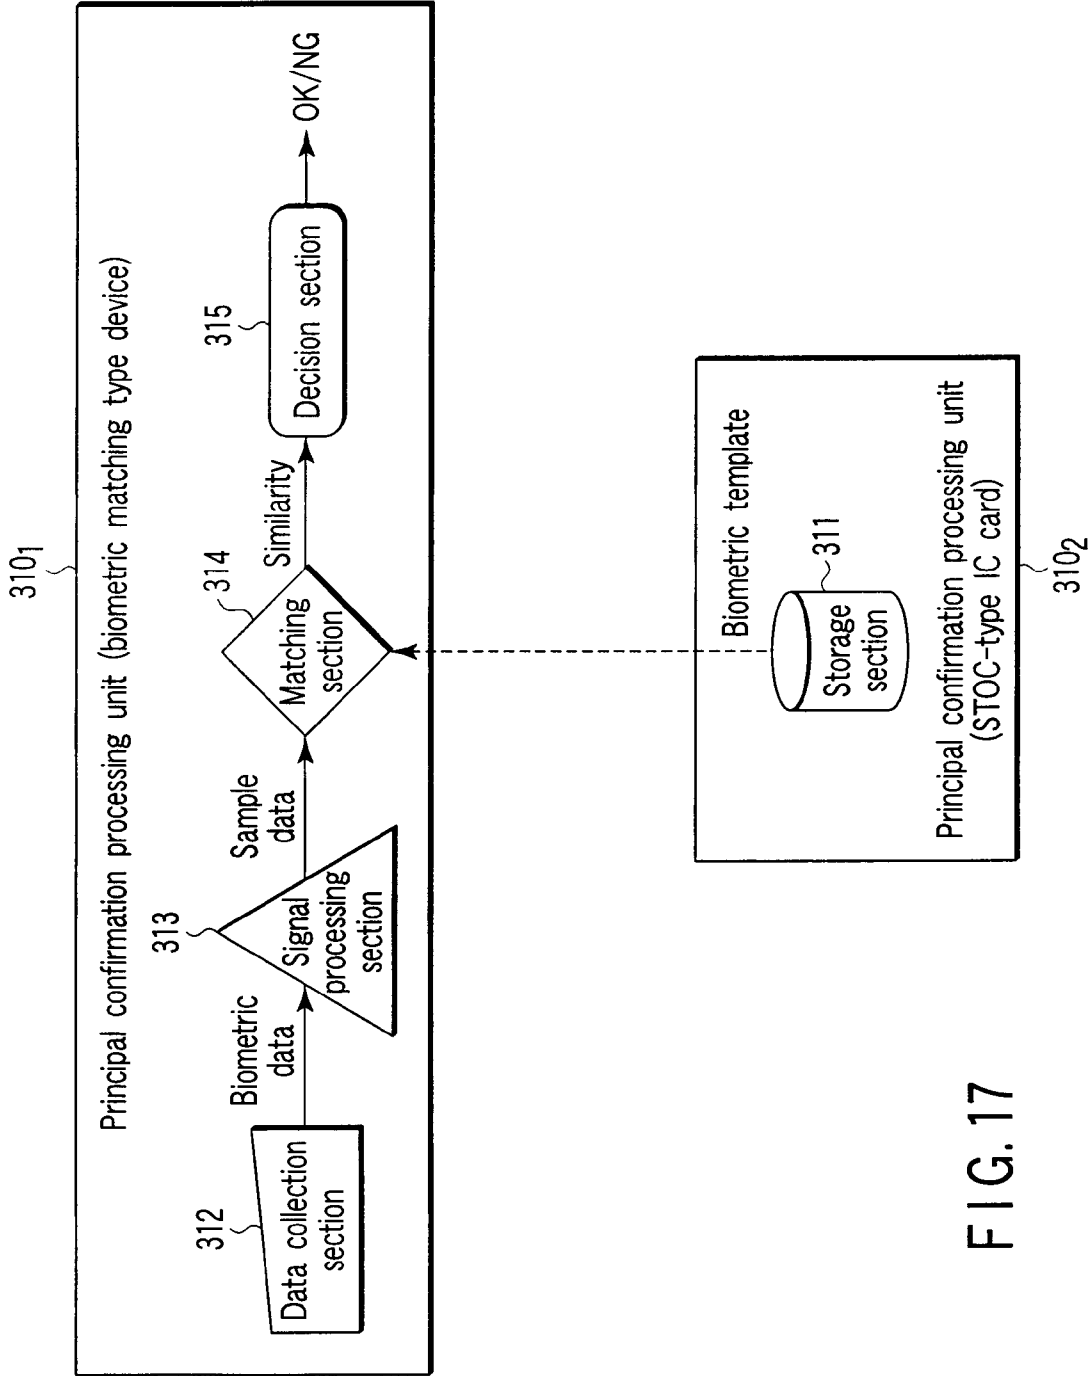 310₁
Principal confirmation processing unit (biometric matching type device)
312
Data collection
section
Biometric
data
313
Signal
processing
section
Sample
data
314
Matching
section
Similarity
315
Decision section
OK/NG
Biometric template
311
Storage
section
Principal confirmation processing unit
(STOC-type IC card)
310₂
FIG. 17